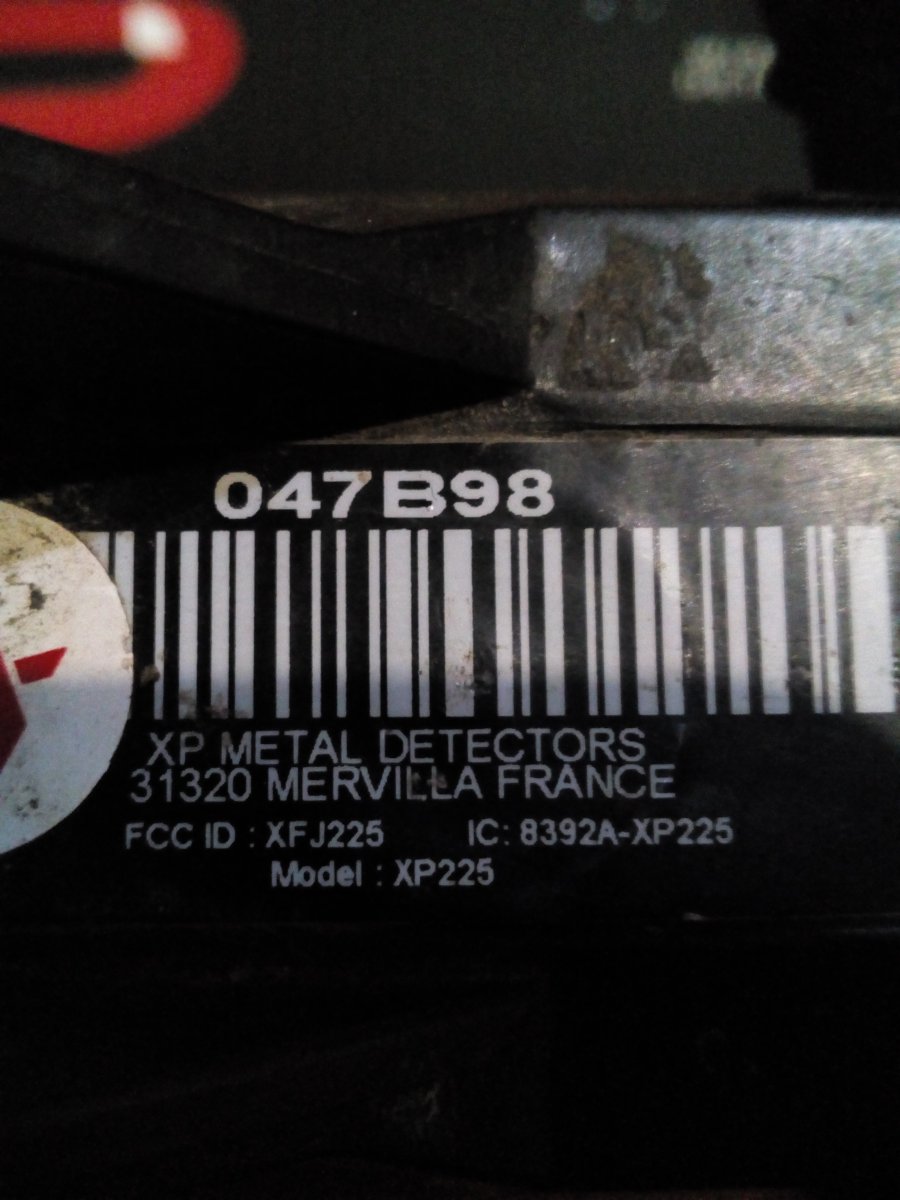 047B98
XP METAL DETECTORS
31320 MERVILLA FRANCE
FCC ID : XFJ225 IC: 8392A-XP225
Model : XP225